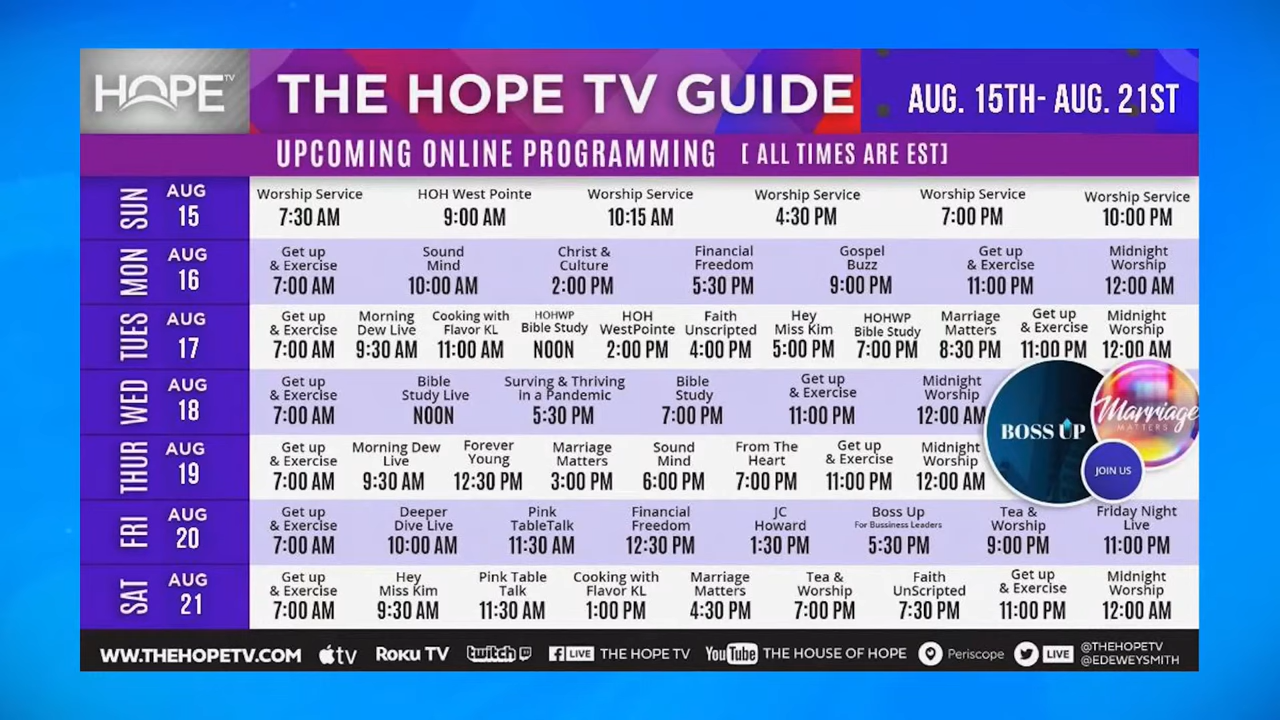 HOPE TV
THE HOPE TV GUIDE
AUG. 15TH- AUG. 21ST
UPCOMING ONLINE PROGRAMMING [ ALL TIMES ARE EST]
SUN AUG 15
Worship Service 7:30 AM
HOH West Pointe 9:00 AM
Worship Service 10:15 AM
Worship Service 4:30 PM
Worship Service 7:00 PM
Worship Service 10:00 PM
MON AUG 16
Get up & Exercise 7:00 AM
Sound Mind 10:00 AM
Christ & Culture 2:00 PM
Financial Freedom 5:30 PM
Gospel Buzz 9:00 PM
Get up & Exercise 11:00 PM
Midnight Worship 12:00 AM
TUES AUG 17
Get up & Exercise 7:00 AM
Morning Dew Live 9:30 AM
Cooking with Flavor KL 11:00 AM
HOHWP Bible Study NOON
HOH WestPointe 2:00 PM
Faith Unscripted 4:00 PM
Hey Miss Kim 5:00 PM
HOHWP Bible Study 7:00 PM
Marriage Matters 8:30 PM
Get up & Exercise 11:00 PM
Midnight Worship 12:00 AM
WED AUG 18
Get up & Exercise 7:00 AM
Bible Study Live NOON
Surving & Thriving in a Pandemic 5:30 PM
Bible Study 7:00 PM
Get up & Exercise 11:00 PM
Midnight Worship 12:00 AM
BOSS UP
Marriage MATTERS
JOIN US
THUR AUG 19
Get up & Exercise 7:00 AM
Morning Dew Live 9:30 AM
Forever Young 12:30 PM
Marriage Matters 3:00 PM
Sound Mind 6:00 PM
From The Heart 7:00 PM
Get up & Exercise 11:00 PM
Midnight Worship 12:00 AM
FRI AUG 20
Get up & Exercise 7:00 AM
Deeper Dive Live 10:00 AM
Pink TableTalk 11:30 AM
Financial Freedom 12:30 PM
JC Howard 1:30 PM
Boss Up For Bussiness Leaders 5:30 PM
Tea & Worship 9:00 PM
Friday Night Live 11:00 PM
SAT AUG 21
Get up & Exercise 7:00 AM
Hey Miss Kim 9:30 AM
Pink Table Talk 11:30 AM
Cooking with Flavor KL 1:00 PM
Marriage Matters 4:30 PM
Tea & Worship 7:00 PM
Faith UnScripted 7:30 PM
Get up & Exercise 11:00 PM
Midnight Worship 12:00 AM
WWW.THEHOPETV.COM tv Roku TV twitch LIVE THE HOPE TV YouTube THE HOUSE OF HOPE Periscope LIVE @THEHOPETV
@EDEWEYSMITH